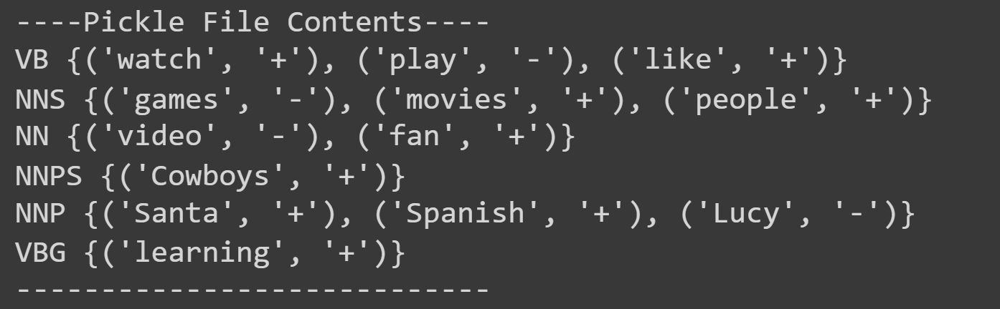 ----Pickle File Contents----
VB {('watch', '+'), ('play', '-'), ('like', '+')}
NNS {('games', '-'), ('movies', '+'), ('people', '+')}
NN {('video', '-'), ('fan', '+')}
NNPS {('Cowboys', '+')}
NNP {('Santa', '+'), ('Spanish', '+'), ('Lucy', '-')}
VBG {('learning', '+')}
----------------------------